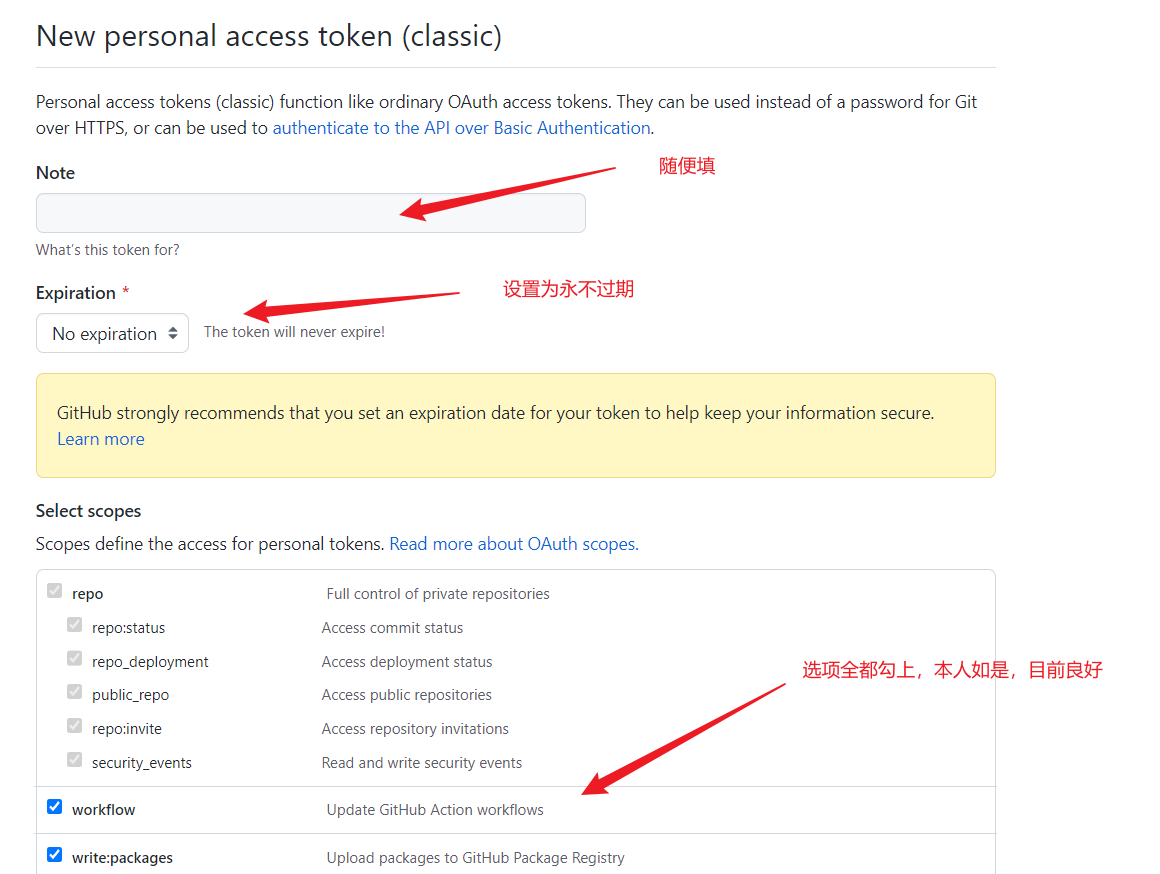 New personal access token (classic)
Personal access tokens (classic) function like ordinary OAuth access tokens. They can be used instead of a password for Git
over HTTPS, or can be used to authenticate to the API over Basic Authentication.
随便填
Note
What's this token for?
设置为永不过期
Expiration *
No expiration
The token will never expire!
GitHub strongly recommends that you set an expiration date for your token to help keep your information secure.
Learn more
Select scopes
Scopes define the access for personal tokens. Read more about OAuth scopes.
repo Full control of private repositories
repo:status Access commit status
repo_deployment Access deployment status
选项全都勾上，本人如是，目前良好
public_repo Access public repositories
repo:invite Access repository invitations
security_events Read and write security events
workflow Update GitHub Action workflows
write:packages Upload packages to GitHub Package Registry